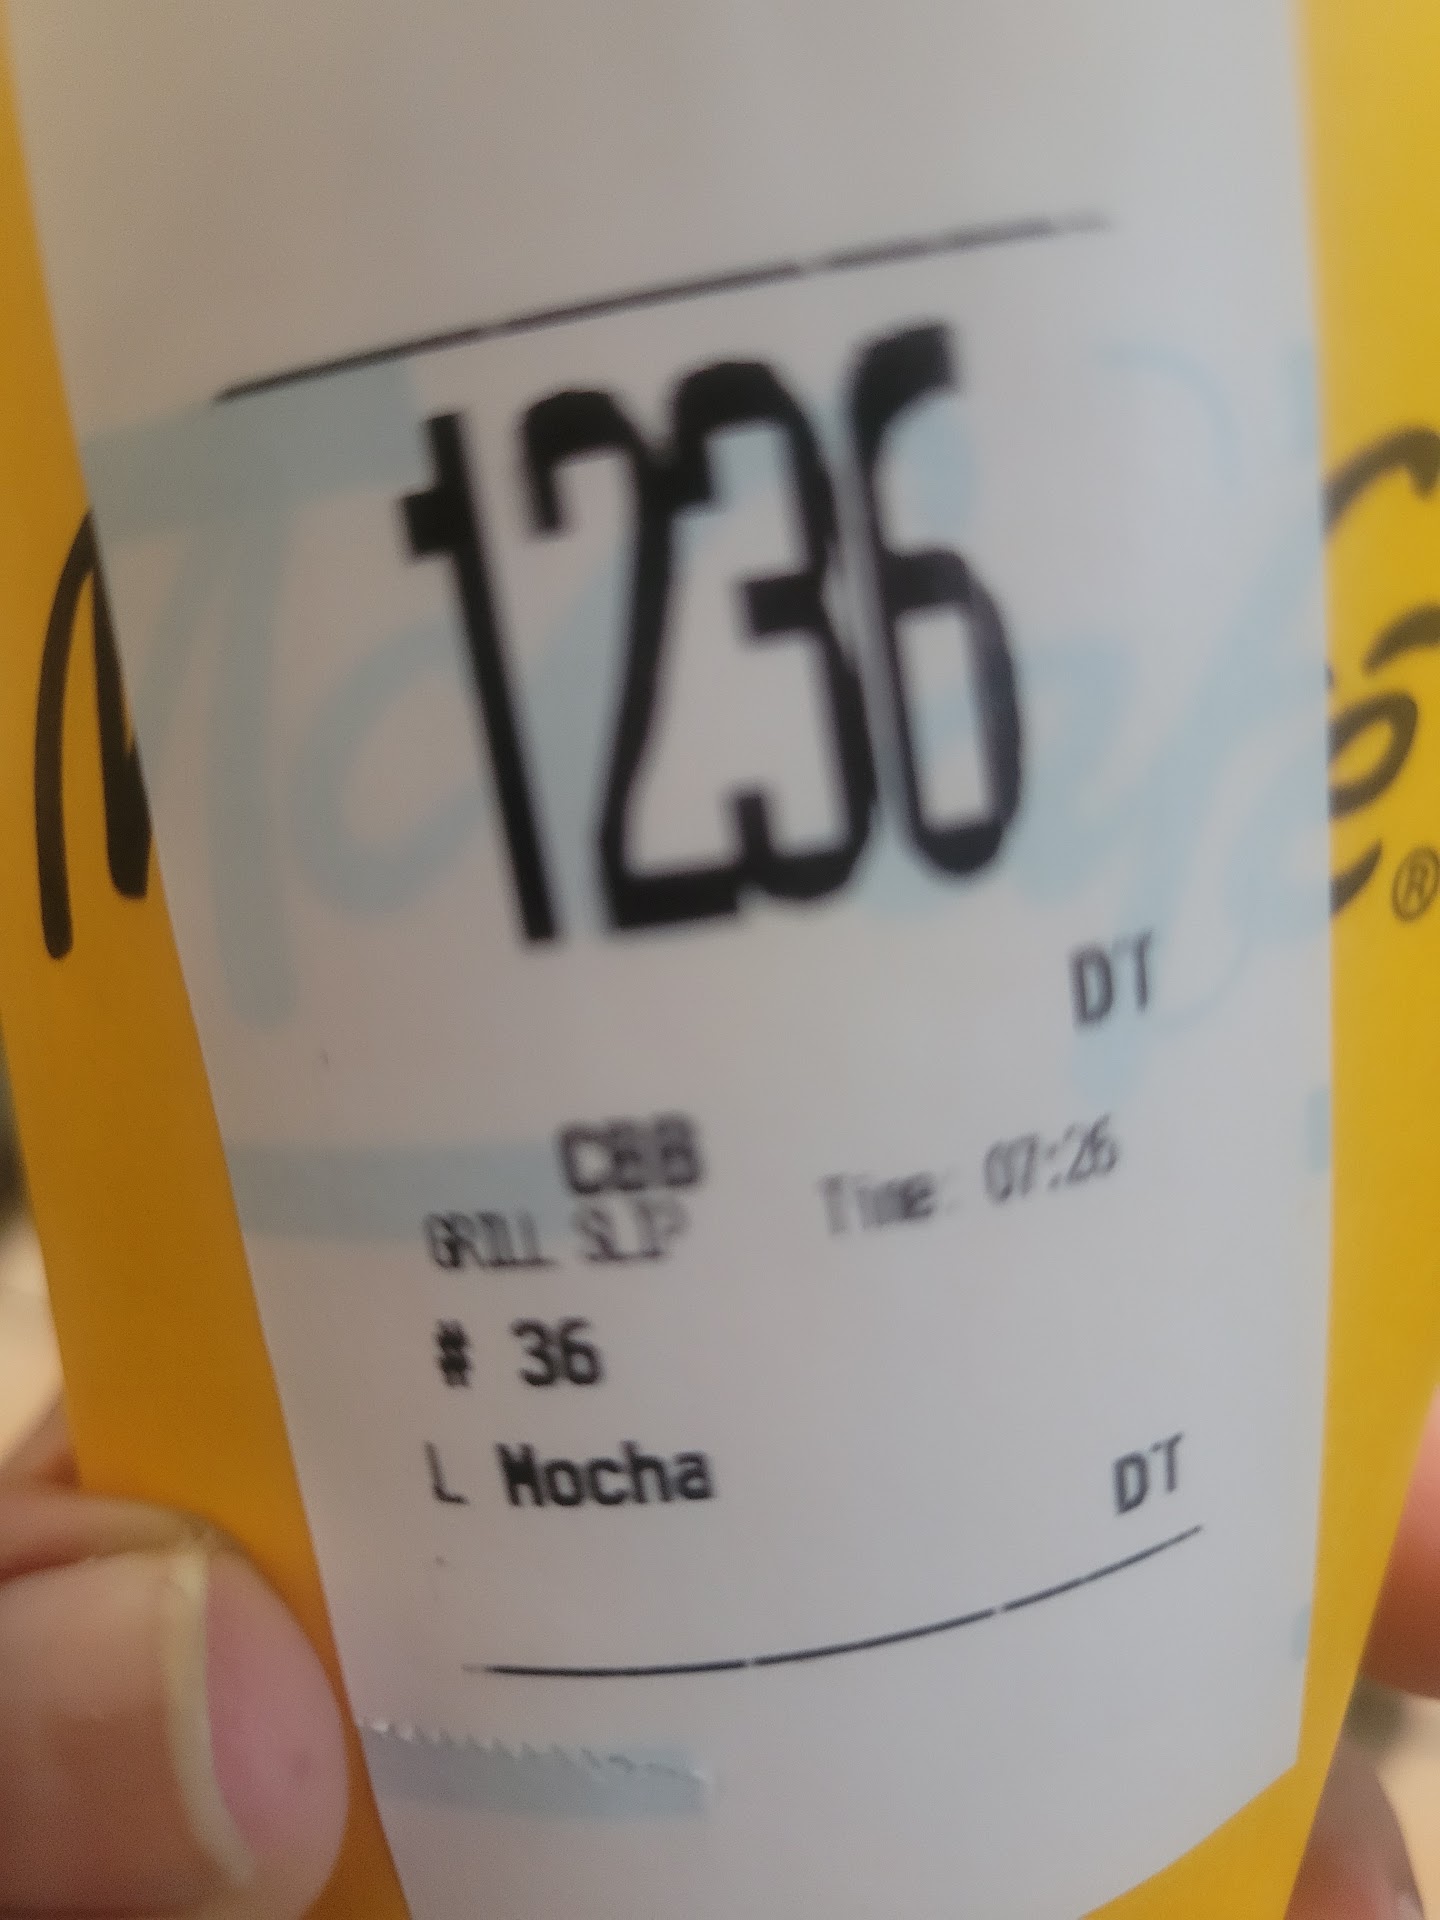 1236
DT
CBB
GRILL SLIP Time: 07:26
# 36
L Mocha DT
®